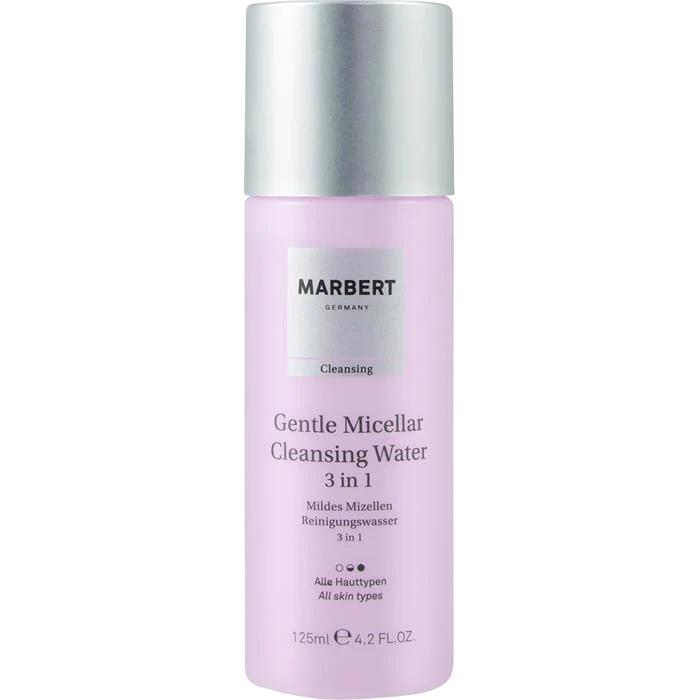 MARBERT
GERMANY
Cleansing
Gentle Micellar
Cleansing Water
3 in 1
Mildes Mizellen
Reinigungswasser
3 in 1
Alle Hauttypen
All skin types
125ml ℮ 4.2 FL.OZ.